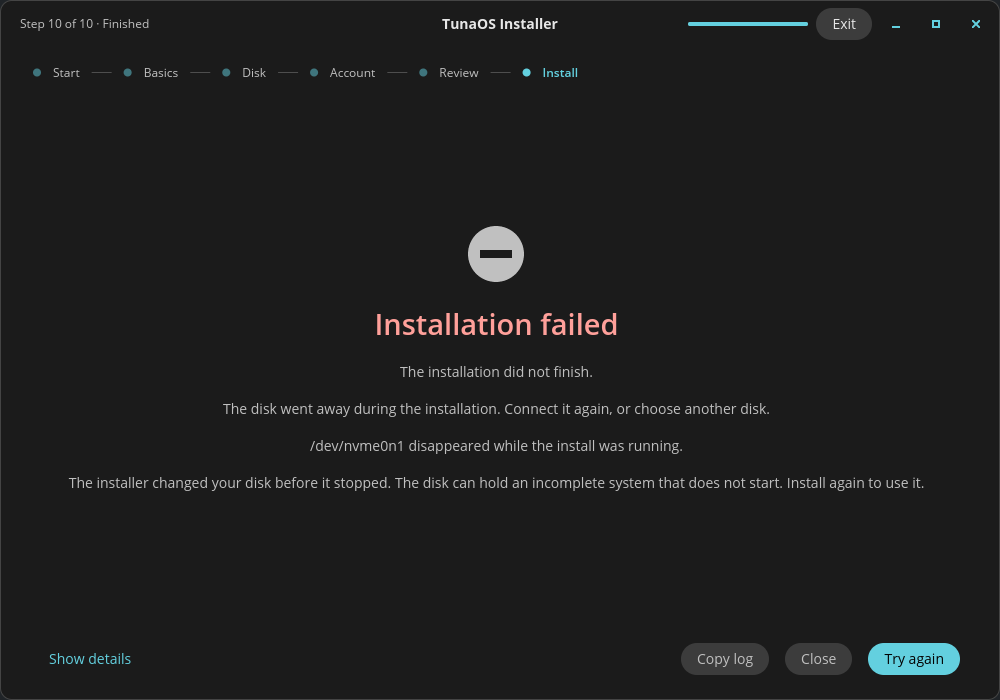 Step 10 of 10 · Finished
TunaOS Installer
Exit
Start
Basics
Disk
Account
Review
Install
Installation failed
The installation did not finish.
The disk went away during the installation. Connect it again, or choose another disk.
/dev/nvme0n1 disappeared while the install was running.
The installer changed your disk before it stopped. The disk can hold an incomplete system that does not start. Install again to use it.
Show details
Copy log
Close
Try again